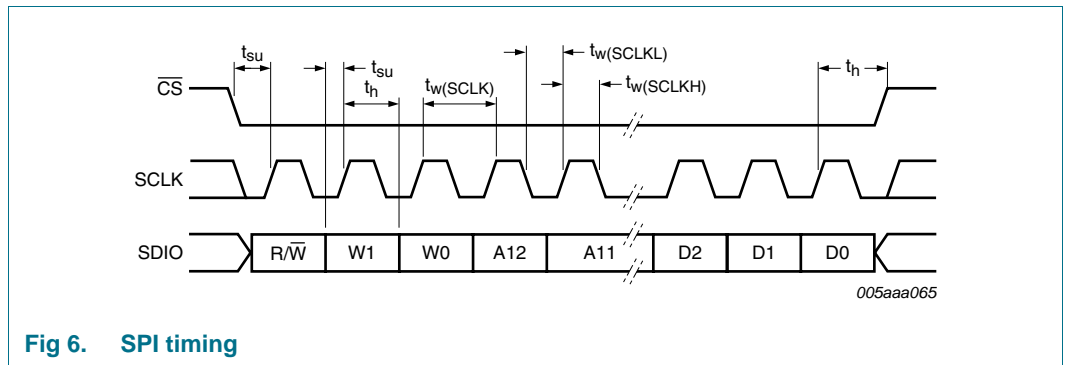 tsu
tsu
th
tw(SCLK)
tw(SCLKL)
tw(SCLKH)
th
CS
SCLK
SDIO
R/W
W1
W0
A12
A11
D2
D1
D0
005aaa065
Fig 6. SPI timing